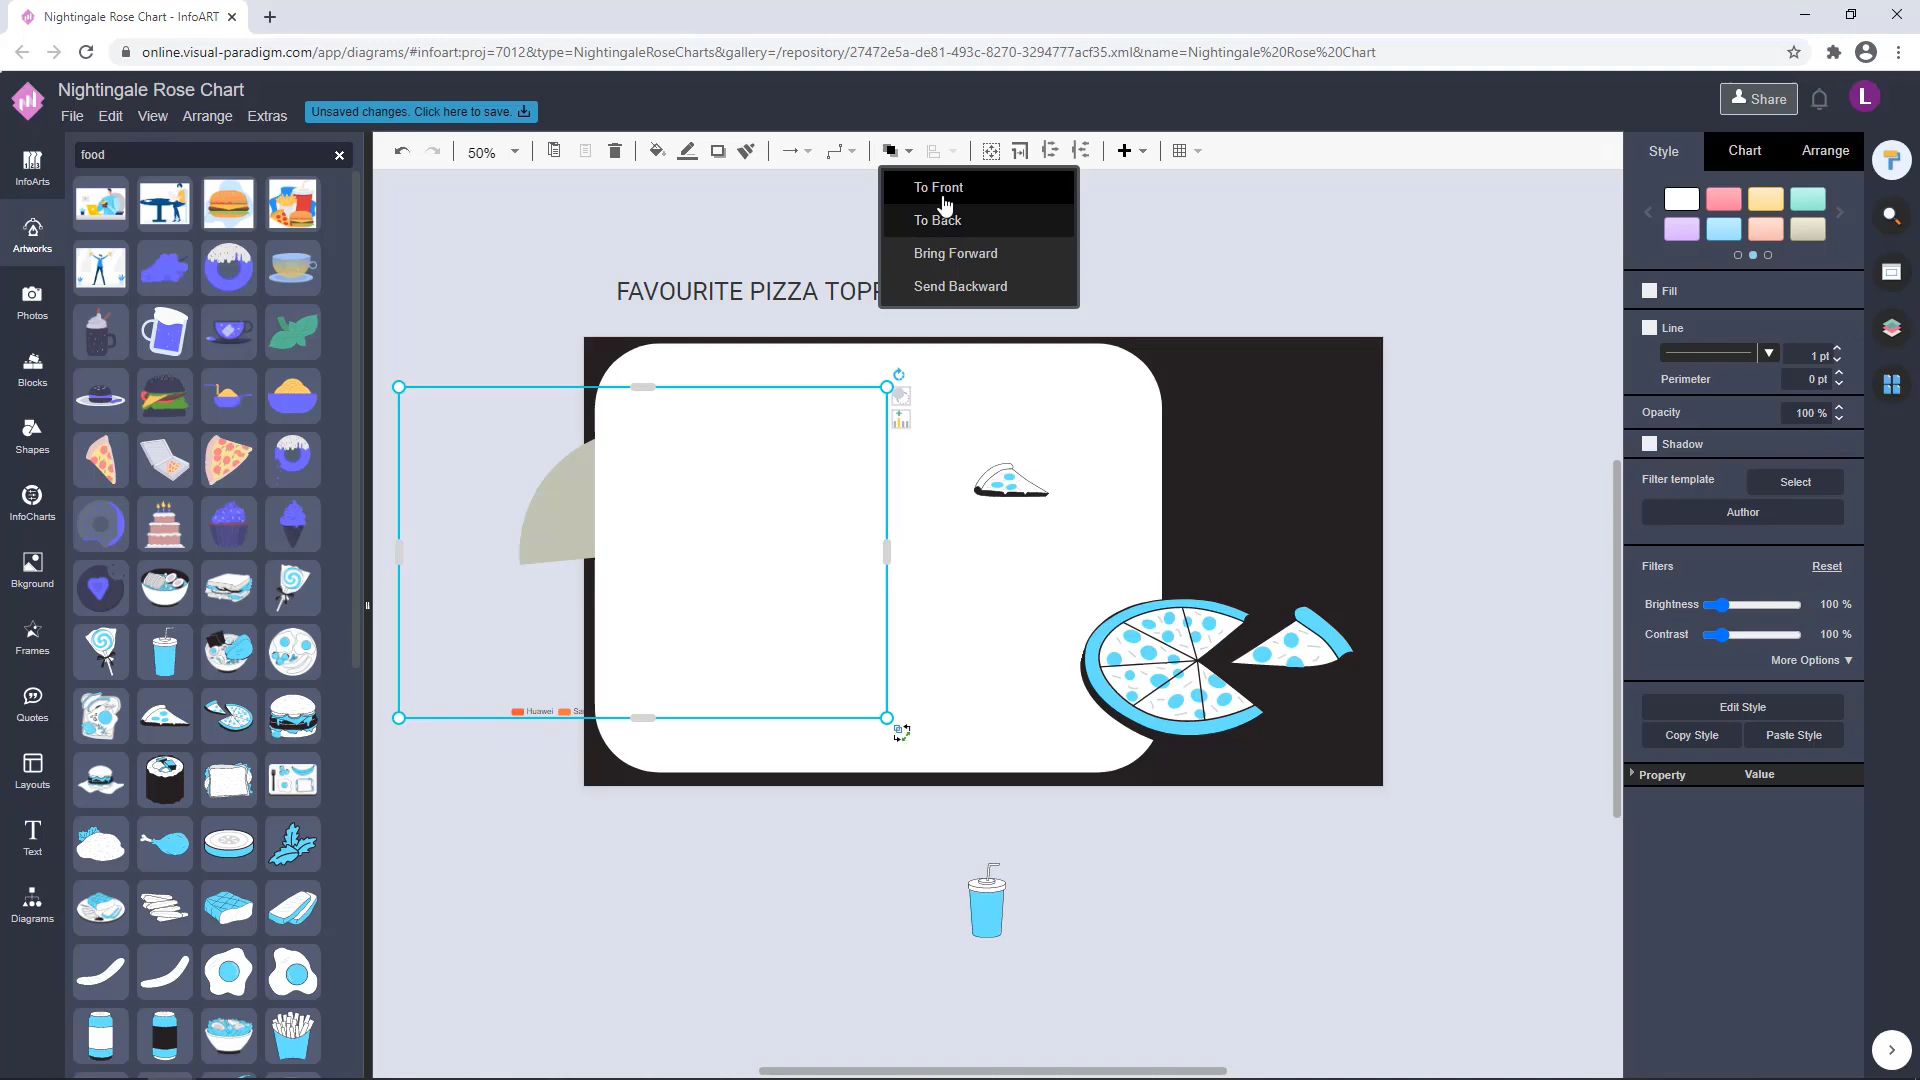 Nightingale Rose Chart - InfoART
online.visual-paradigm.com/app/diagrams/#infoart:proj=7012&type=NightingaleRoseCharts&gallery=/repository/27472e5a-de81-493c-8270-3294777acf35.xml&name=Nightingale%20Rose%20Chart
Nightingale Rose Chart
File Edit View Arrange Extras
Unsaved changes. Click here to save.
Share
L
InfoArts
Artworks
Photos
Blocks
Shapes
InfoCharts
Bkground
Frames
Quotes
Layouts
Text
Diagrams
food
50%
To Front
To Back
Bring Forward
Send Backward
FAVOURITE PIZZA
Huawei
Style Chart Arrange
Fill
Line
1 pt
Perimeter 0 pt
Opacity 100 %
Shadow
Filter template Select
Author
Filters Reset
Brightness 100 %
Contrast 100 %
More Options
Edit Style
Copy Style Paste Style
Property Value